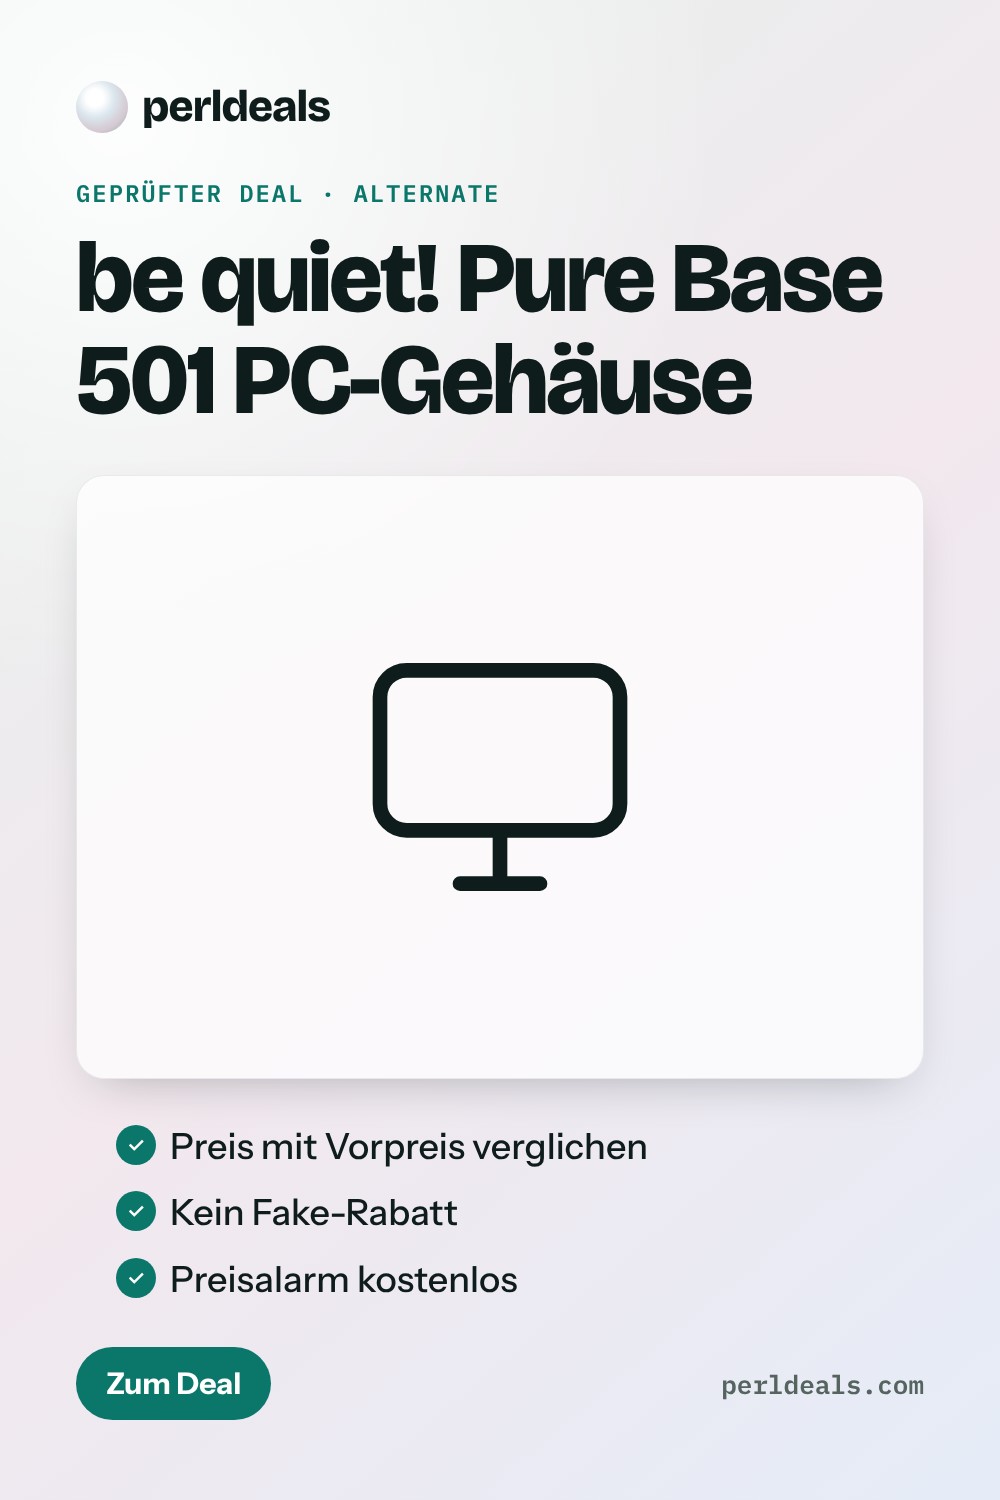 perldeals
GEPRÜFTER DEAL · ALTERNATE
be quiet! Pure Base
501 PC-Gehäuse
Preis mit Vorpreis verglichen
Kein Fake-Rabatt
Preisalarm kostenlos
Zum Deal
perldeals.com